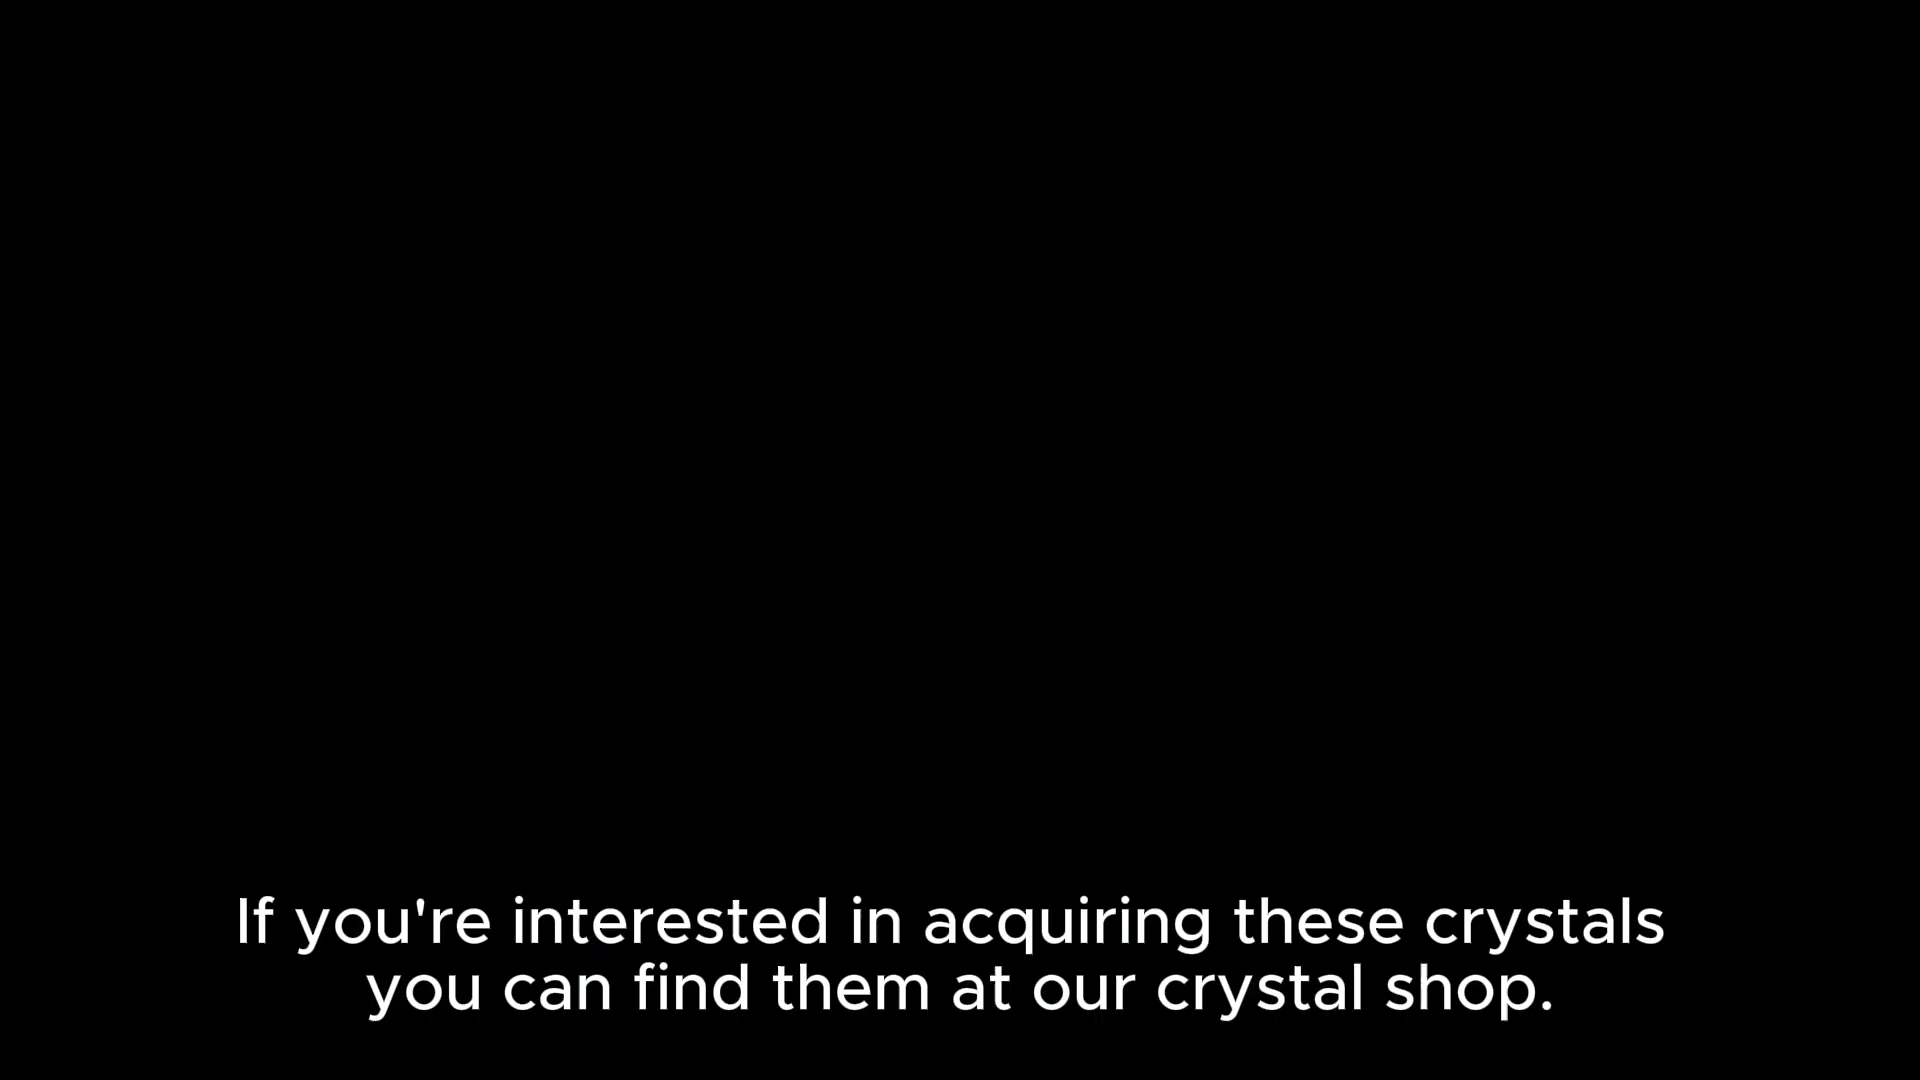 If you're interested in acquiring these crystals
you can find them at our crystal shop.